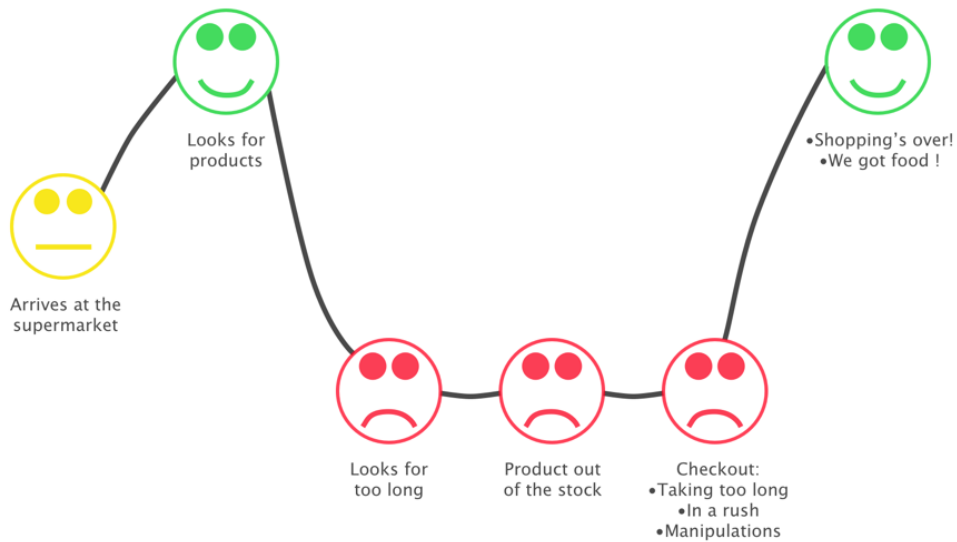 Looks for
products
•Shopping’s over!
•We got food !
Arrives at the
supermarket
Looks for
too long
Product out
of the stock
Checkout:
•Taking too long
•In a rush
•Manipulations